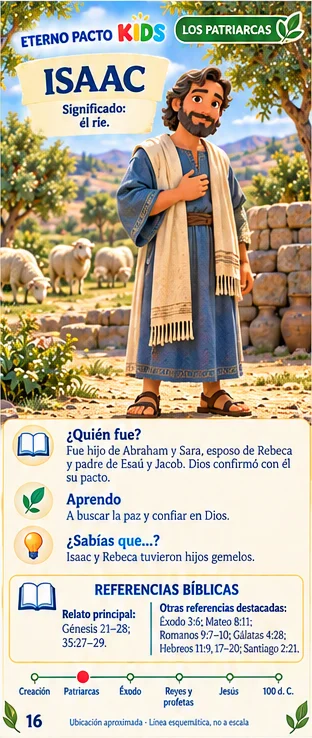 ETERNO PACTO KIDS
LOS PATRIARCAS
ISAAC
Significado:
él ríe.
¿Quién fue?
Fue hijo de Abraham y Sara, esposo de Rebeca
y padre de Esaú y Jacob. Dios confirmó con él
su pacto.
Aprendo
A buscar la paz y confiar en Dios.
¿Sabías que...?
Isaac y Rebeca tuvieron hijos gemelos.
REFERENCIAS BÍBLICAS
Relato principal:
Génesis 21–28;
35:27–29.
Otras referencias destacadas:
Éxodo 3:6; Mateo 8:11;
Romanos 9:7–10; Gálatas 4:28;
Hebreos 11:9, 17–20; Santiago 2:21.
Creación
Patriarcas
Éxodo
Reyes y
profetas
Jesús
100 d. C.
16
Ubicación aproximada · Línea esquemática, no a escala